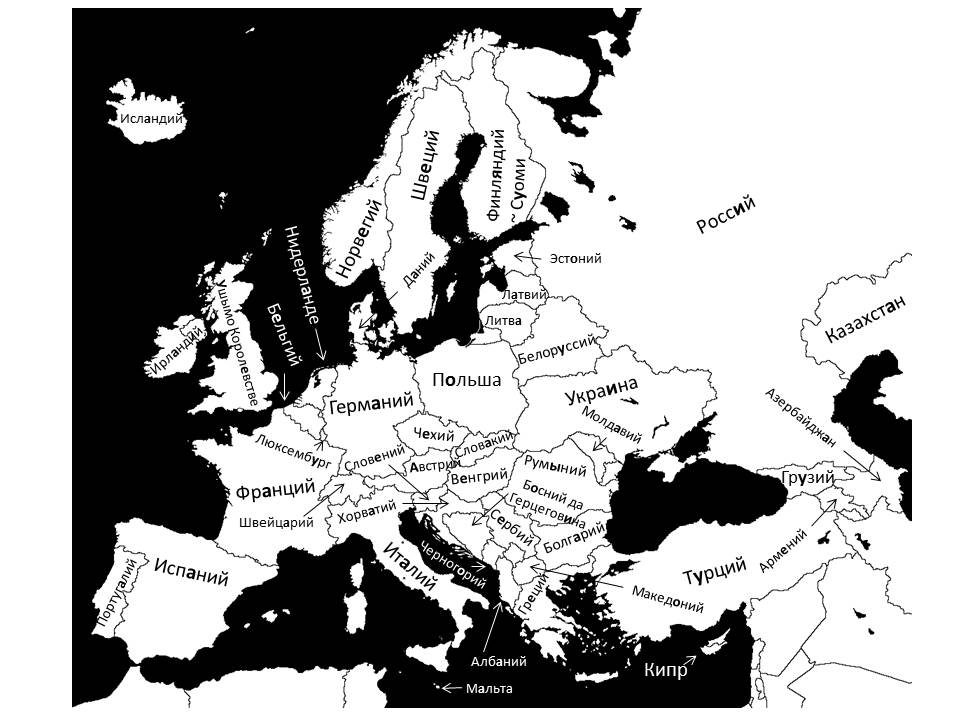 Исландий
Норвегий
Швеций
Финляндий
~ Суоми
Россий
Эстоний
Латвий
Литва
Даний
Нидерланде
Бельгий
Ушымо Королевстве
Ирландий
Казахстан
Белоруссий
Польша
Германий
Украина
Молдавий
Азербайджан
Люксембург
Чехий
Словакий
Словений
Австрий
Венгрий
Румыний
Грузий
Франций
Швейцарий
Хорватий
Босний да
Герцеговина
Сербий
Болгарий
Черногорий
Италий
Испаний
Португалий
Турций
Армений
Македоний
Греций
Албаний
Кипр
Мальта